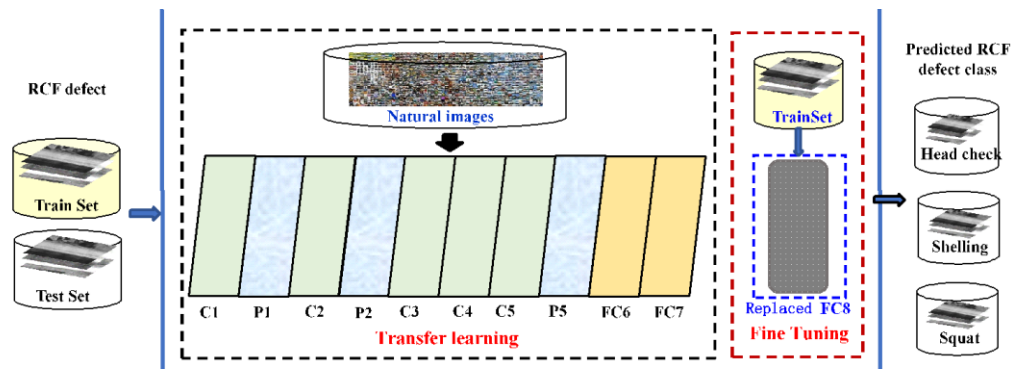 RCF defect
Train Set
Test Set
Natural images
C1 P1 C2 P2 C3 C4 C5 P5 FC6 FC7
Transfer learning
TrainSet
Replaced FC8
Fine Tuning
Predicted RCF
defect class
Head check
Shelling
Squat